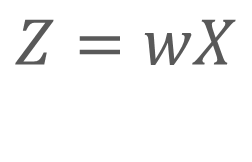 Z = wX